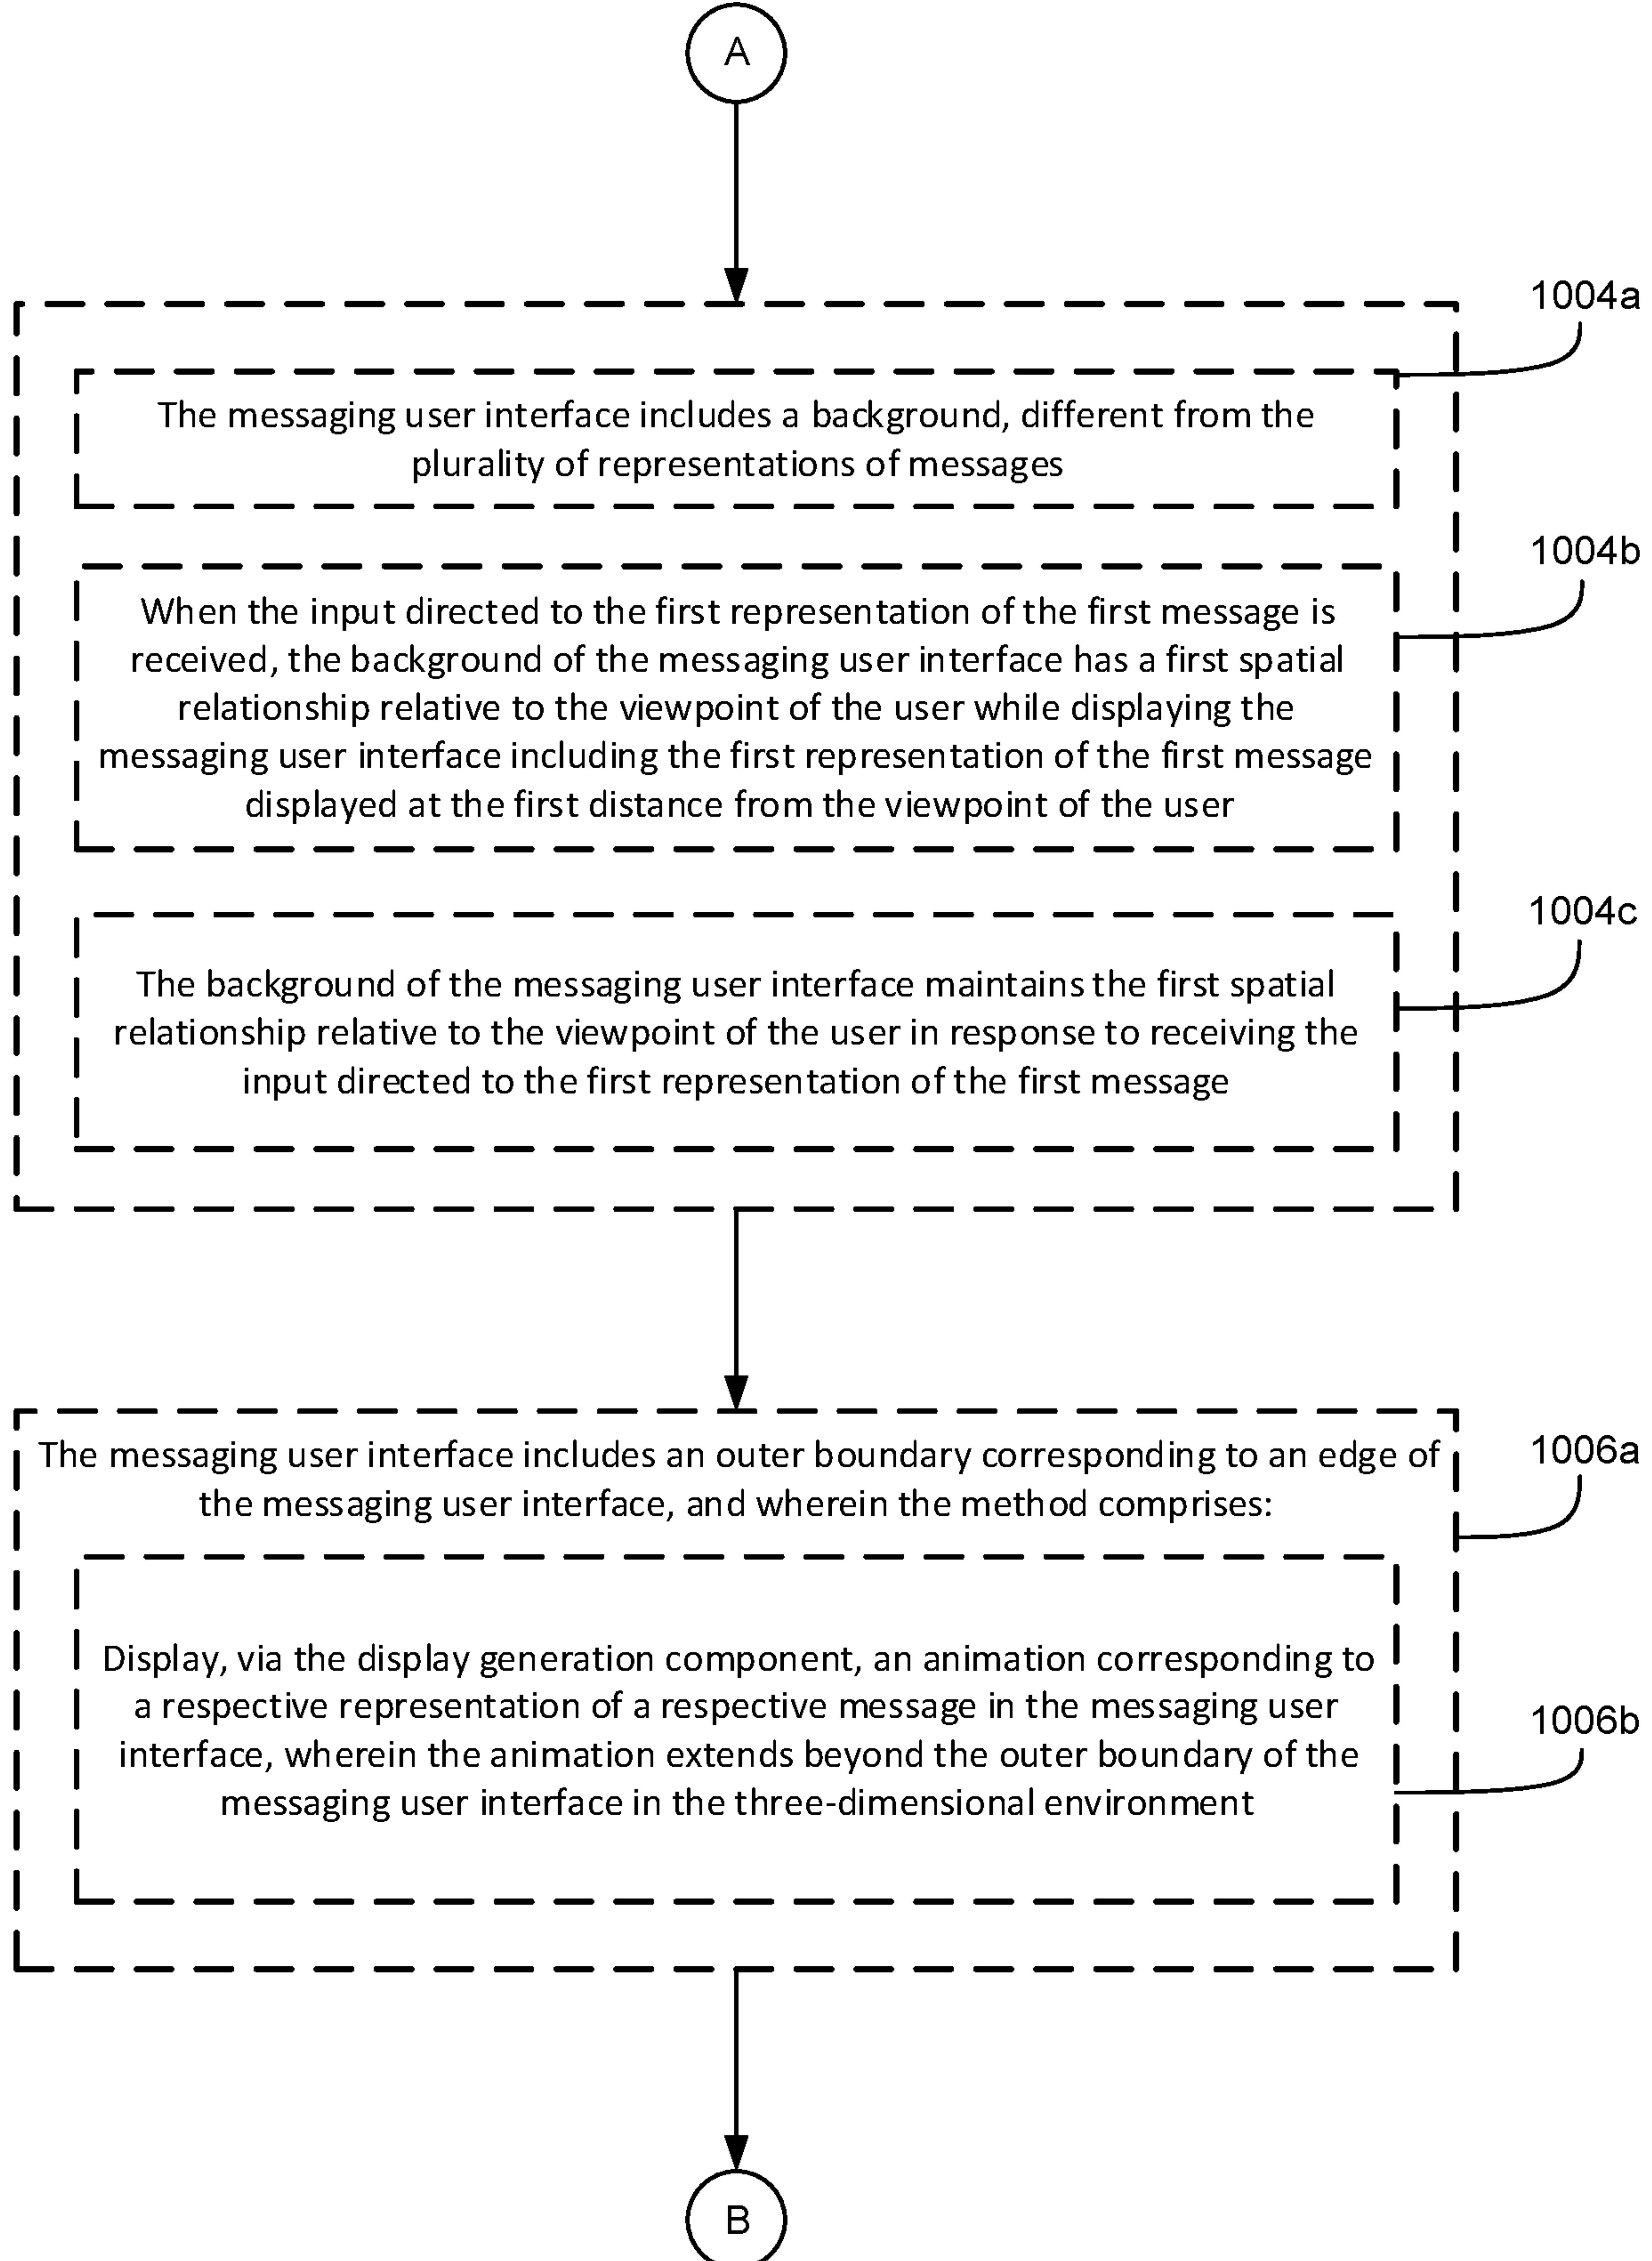 A
1004a
The messaging user interface includes a background, different from the
plurality of representations of messages
1004b
When the input directed to the first representation of the first message is
received, the background of the messaging user interface has a first spatial
relationship relative to the viewpoint of the user while displaying the
messaging user interface including the first representation of the first message
displayed at the first distance from the viewpoint of the user
1004c
The background of the messaging user interface maintains the first spatial
relationship relative to the viewpoint of the user in response to receiving the
input directed to the first representation of the first message
The messaging user interface includes an outer boundary corresponding to an edge of
the messaging user interface, and wherein the method comprises:
1006a
Display, via the display generation component, an animation corresponding to
a respective representation of a respective message in the messaging user
interface, wherein the animation extends beyond the outer boundary of the
messaging user interface in the three-dimensional environment
1006b
B